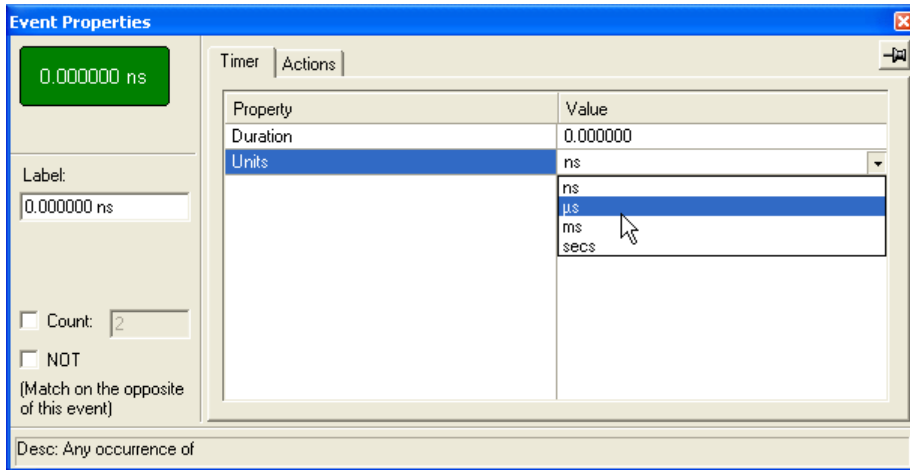 Event Properties
0.000000 ns
Label:
0.000000 ns
Count: 2
NOT
(Match on the opposite
of this event)
Timer Actions
Property Value
Duration 0.000000
Units ns
ns
µs
ms
secs
Desc: Any occurrence of